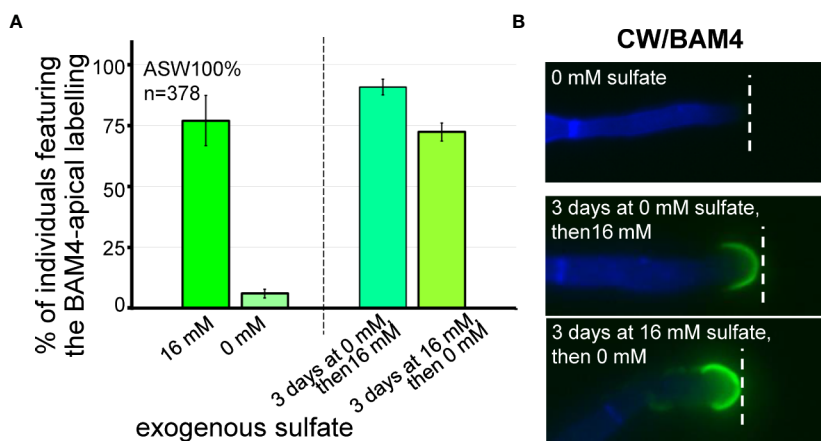 A
% of individuals featuring
the BAM4-apical labelling
100
75
50
25
0
ASW100%
n=378
16 mM
0 mM
3 days at 0 mM,
then16 mM
3 days at 16 mM,
then 0 mM
exogenous sulfate
B
CW/BAM4
0 mM sulfate
3 days at 0 mM sulfate,
then16 mM
3 days at 16 mM sulfate,
then 0 mM